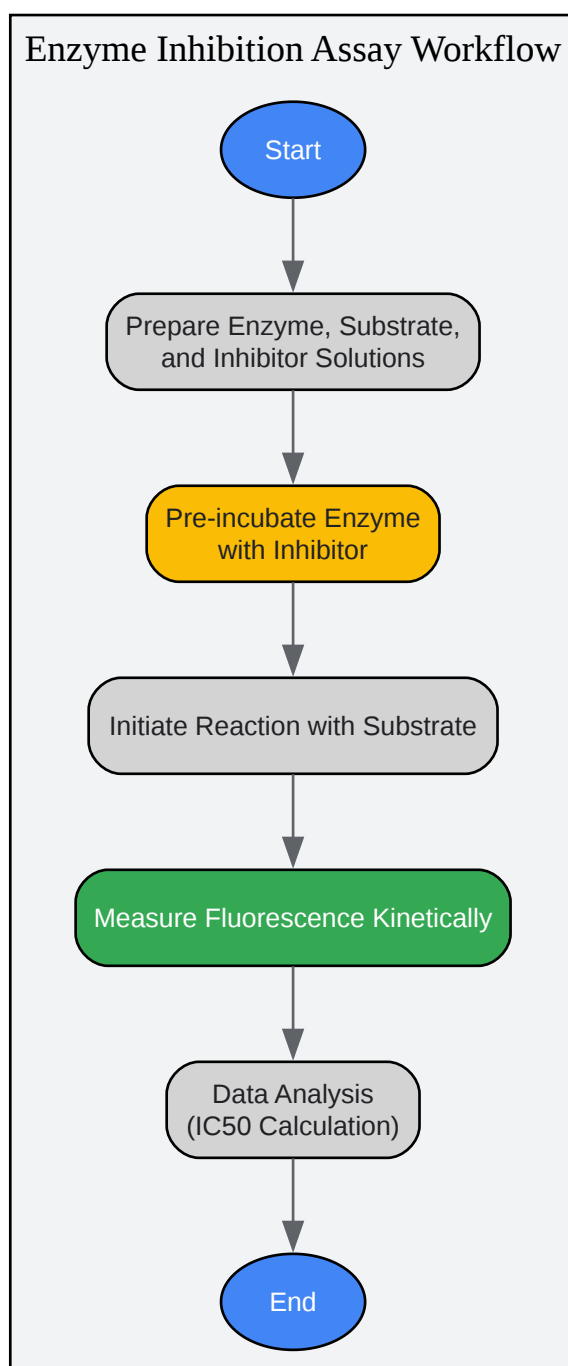 Enzyme Inhibition Assay Workflow
Start
Prepare Enzyme, Substrate,
and Inhibitor Solutions
Pre-incubate Enzyme
with Inhibitor
Initiate Reaction with Substrate
Measure Fluorescence Kinetically
Data Analysis
(IC50 Calculation)
End